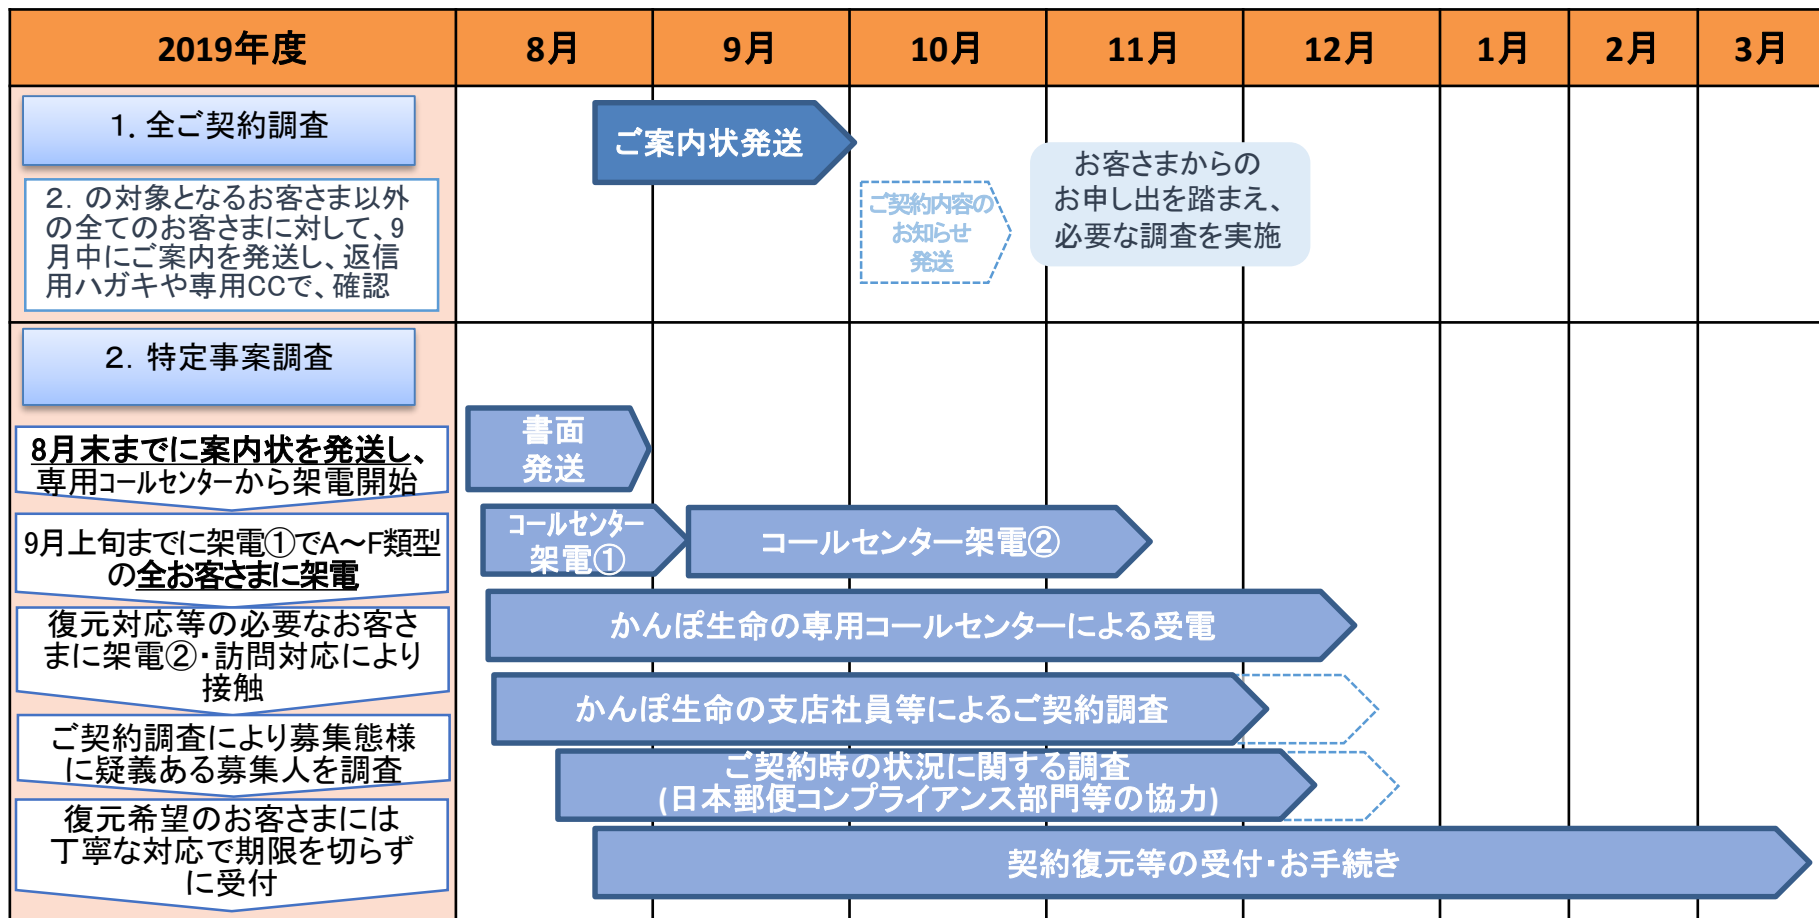 2019年度
8月
9月
10月
11月
12月
1月
2月
3月
1. 全ご契約調査
2. の対象となるお客さま以外
の全てのお客さまに対して、9
月中にご案内を発送し、返信
用ハガキや専用CCで、確認
ご案内状発送
ご契約内容の
お知らせ
発送
お客さまからの
お申し出を踏まえ、
必要な調査を実施
2. 特定事案調査
8月末までに案内状を発送し、
専用コールセンターから架電開始
9月上旬までに架電①でA～F類型
の全お客さまに架電
復元対応等の必要なお客さ
まに架電②・訪問対応により
接触
ご契約調査により募集態様
に疑義ある募集人を調査
復元希望のお客さまには
丁寧な対応で期限を切らず
に受付
書面
発送
コールセンター
架電①
コールセンター架電②
かんぽ生命の専用コールセンターによる受電
かんぽ生命の支店社員等によるご契約調査
ご契約時の状況に関する調査
(日本郵便コンプライアンス部門等の協力)
契約復元等の受付・お手続き